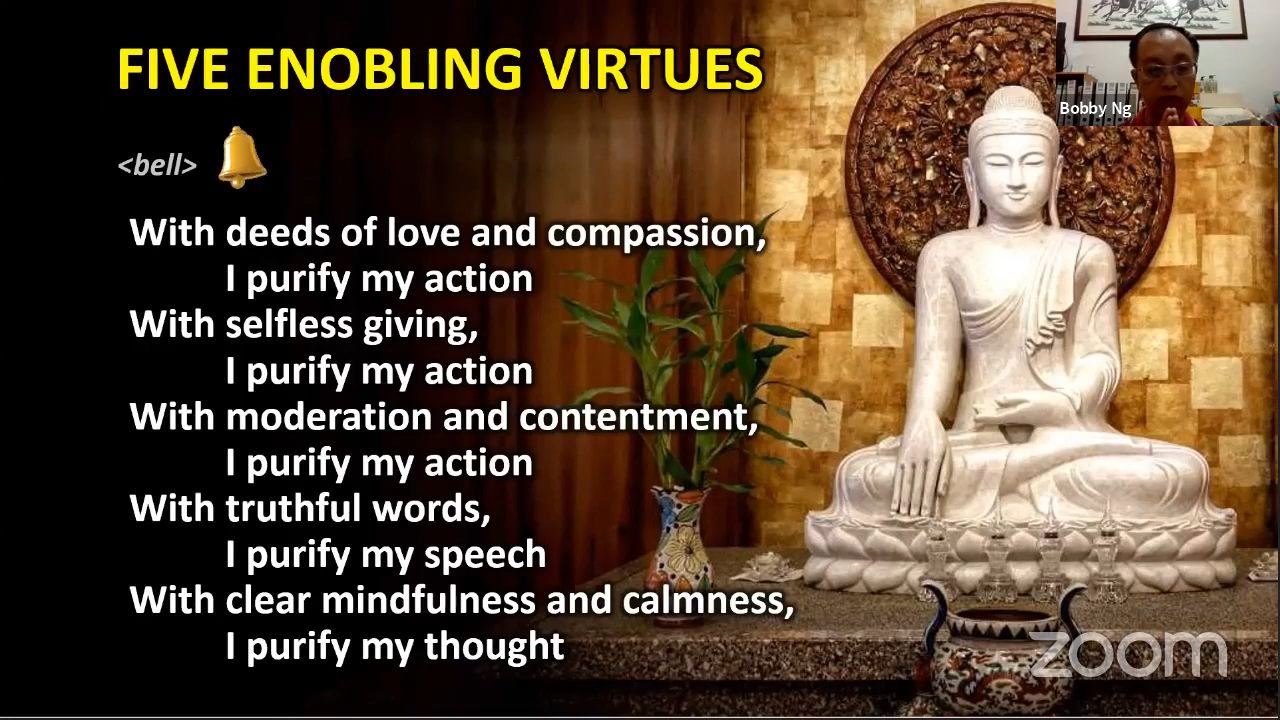 FIVE ENOBLING VIRTUES
Bobby Ng
<bell>
With deeds of love and compassion,
I purify my action
With selfless giving,
I purify my action
With moderation and contentment,
I purify my action
With truthful words,
I purify my speech
With clear mindfulness and calmness,
I purify my thought
zoom